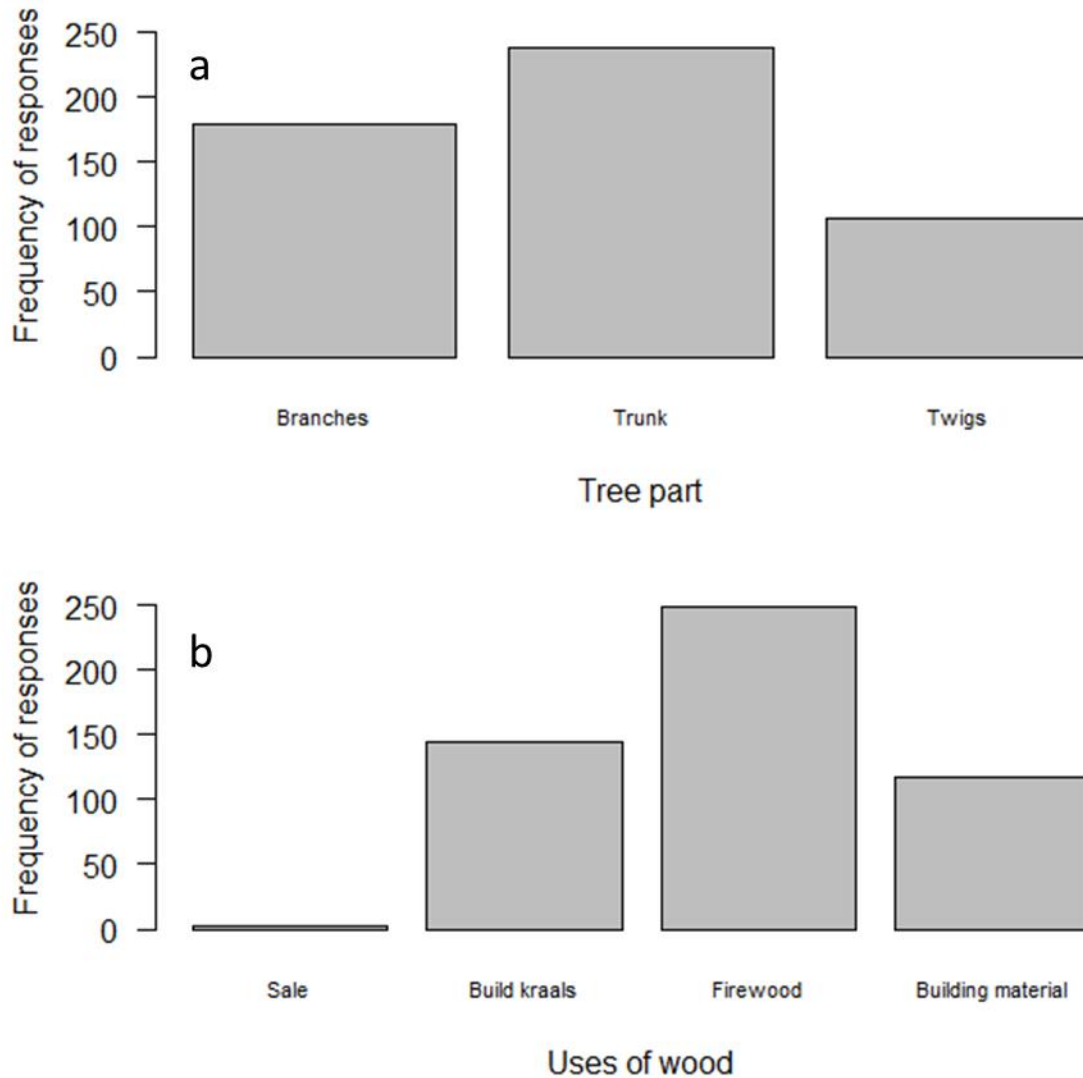 Frequency of responses
250
200
150
100
50
0
a
Branches Trunk Twigs
Tree part
Frequency of responses
250
200
150
100
50
0
b
Sale Build kraals Firewood Building material
Uses of wood